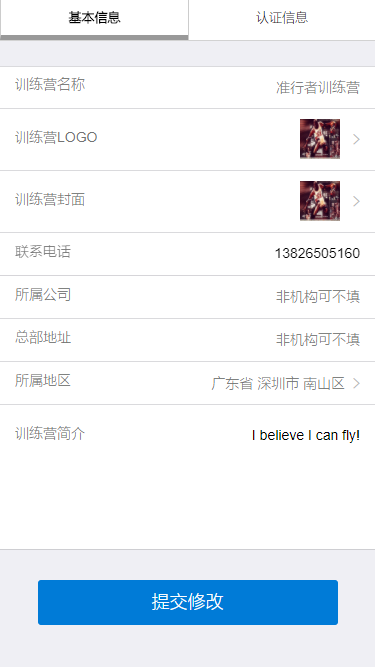 基本信息
认证信息
训练营名称
准行者训练营
训练营LOGO
训练营封面
联系电话
13826505160
所属公司
非机构可不填
总部地址
非机构可不填
所属地区
广东省 深圳市 南山区
训练营简介
I believe I can fly!
提交修改